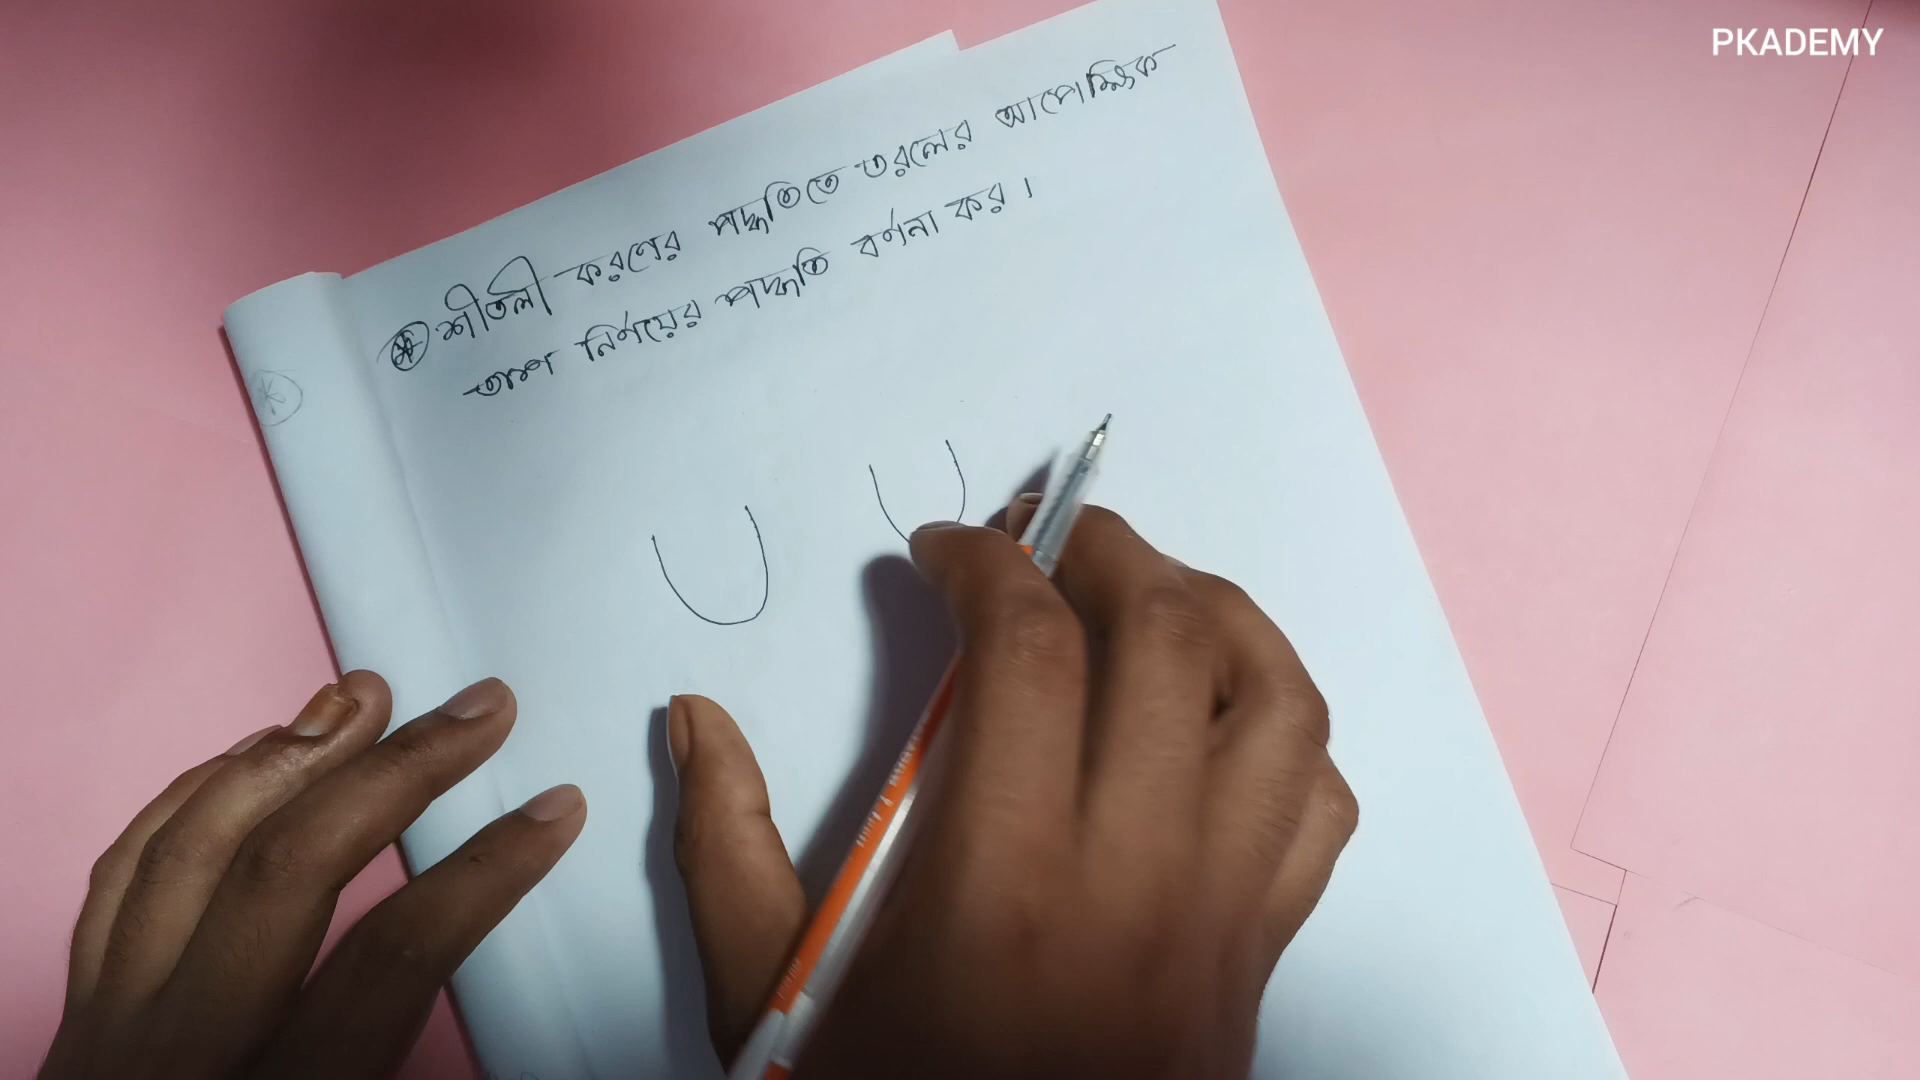 PKADEMY
শীতলী করণের পদ্ধতিতে তরলের আপেক্ষিক
তাপ নির্ণয়ের পদ্ধতি বর্ণনা কর।